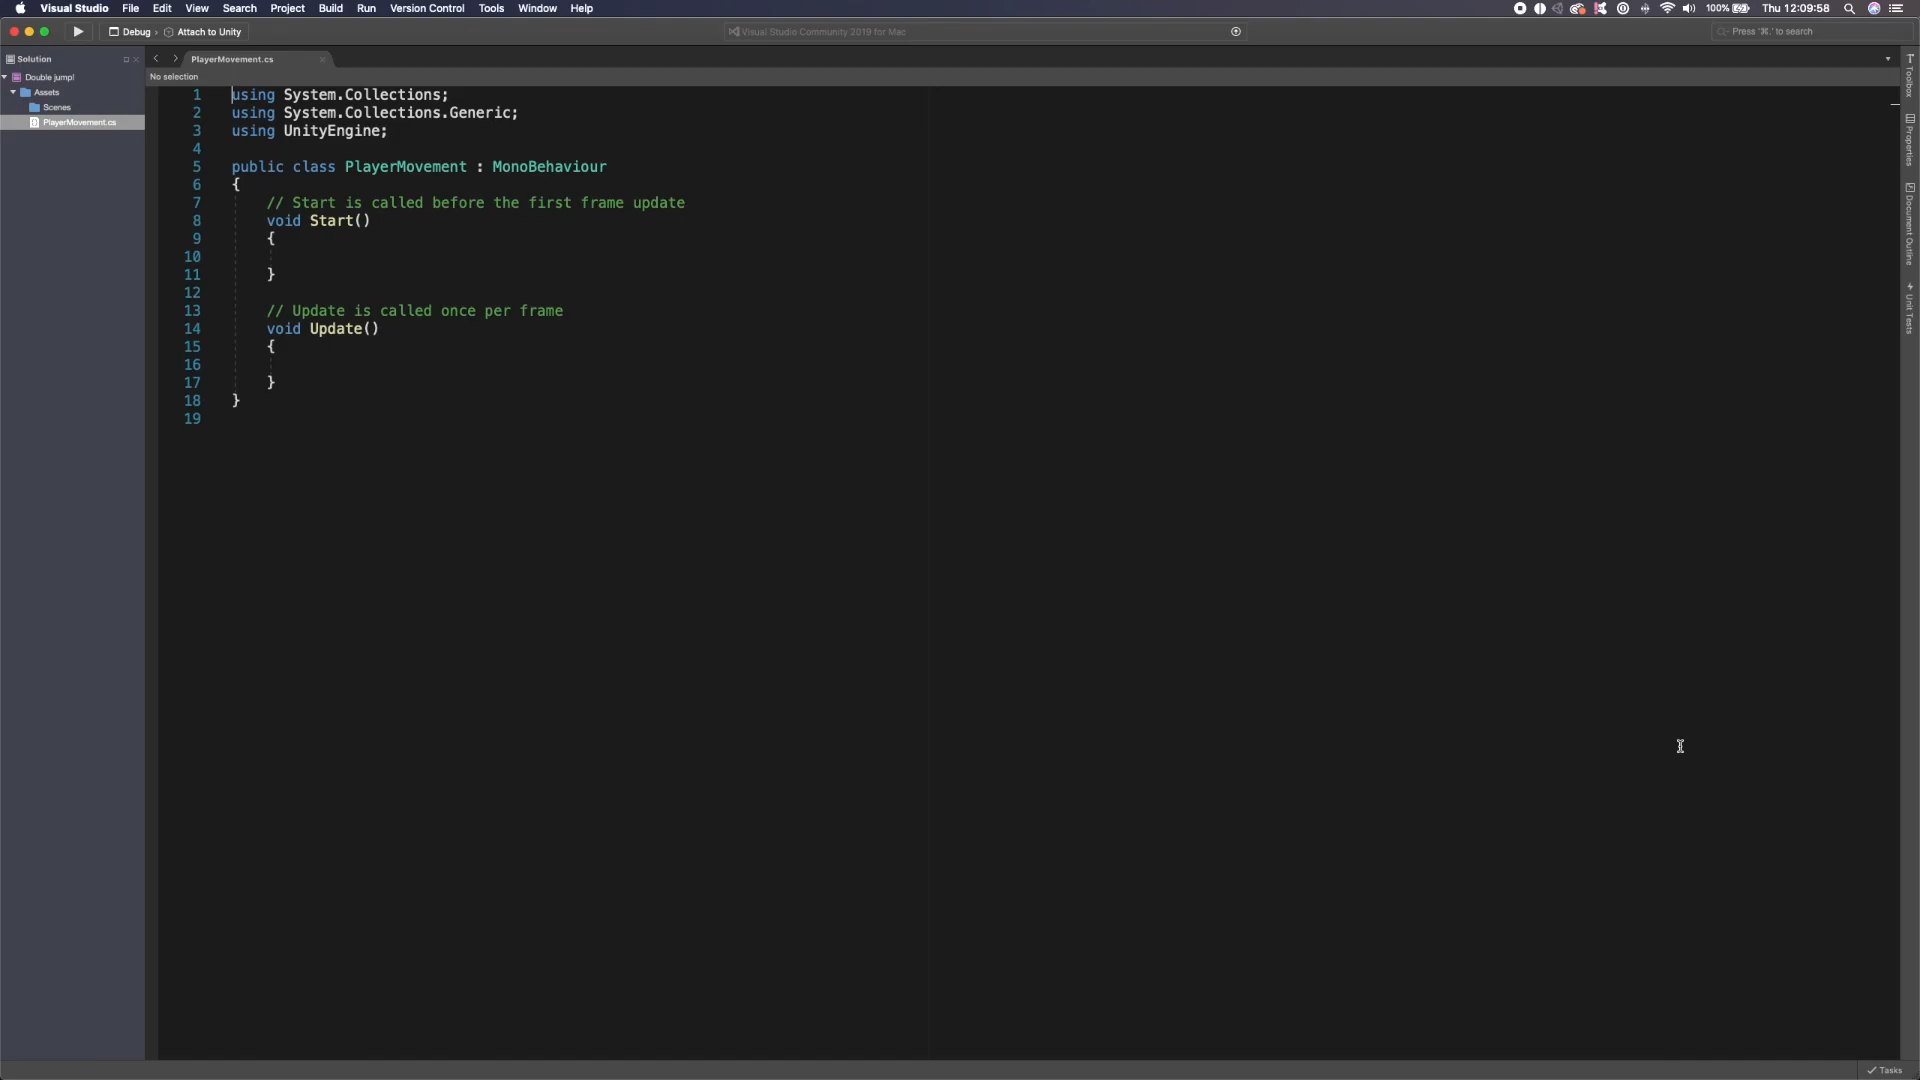 Visual Studio File Edit View Search Project Build Run Version Control Tools Window Help 100% Thu 12:09:58
Debug › Attach to Unity Visual Studio Community 2019 for Mac Press '⌘.' to search
Solution PlayerMovement.cs
No selection
Double jump!
Assets
Scenes
PlayerMovement.cs
1 using System.Collections;
2 using System.Collections.Generic;
3 using UnityEngine;
4
5 public class PlayerMovement : MonoBehaviour
6 {
7 // Start is called before the first frame update
8 void Start()
9 {
10
11 }
12
13 // Update is called once per frame
14 void Update()
15 {
16
17 }
18 }
19
Toolbox
Properties
Document Outline
Unit Tests
Tasks